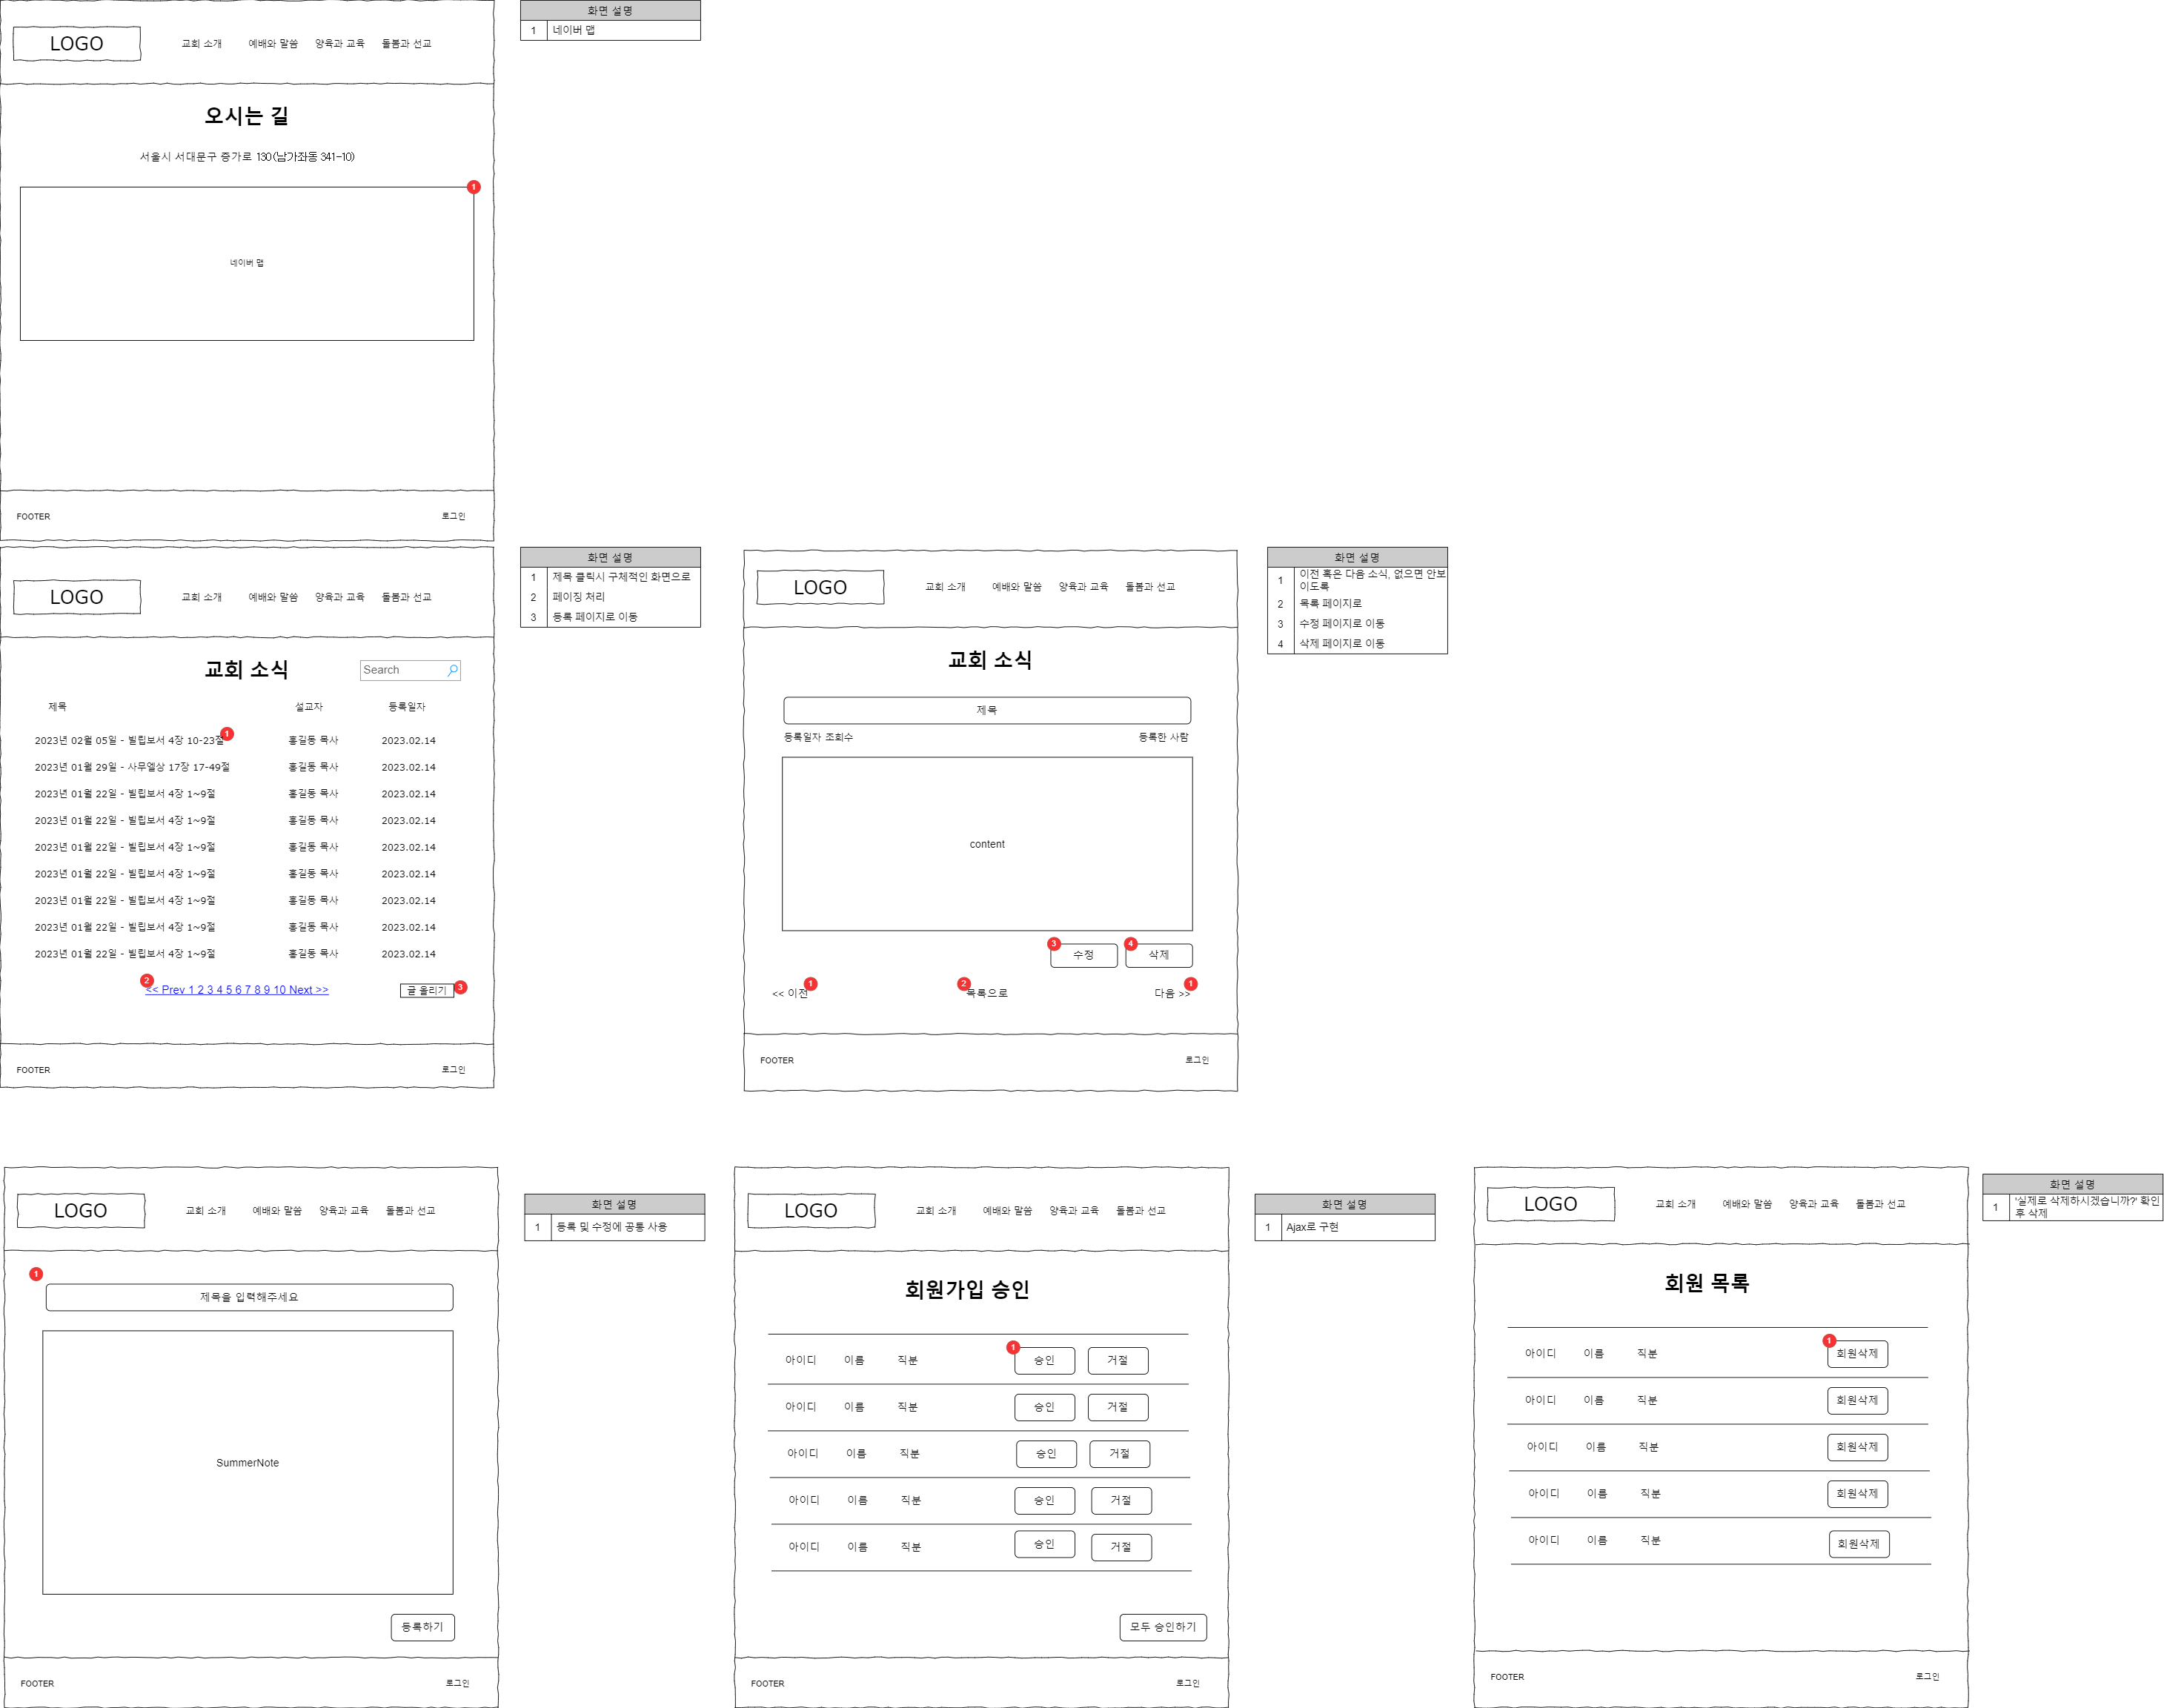 LOGO
교회 소개 예배와 말씀 양육과 교육 돌봄과 선교
오시는 길
서울시 서대문구 증가로 130(남가좌동 341-10)
1
네이버 맵
FOOTER 로그인
화면 설명
1 네이버 맵
LOGO
교회 소개 예배와 말씀 양육과 교육 돌봄과 선교
교회 소식
Search
제목 설교자 등록일자
2023년 02월 05일 - 빌립보서 4장 10-23절 1 홍길동 목사 2023.02.14
2023년 01월 29일 - 사무엘상 17장 17-49절 홍길동 목사 2023.02.14
2023년 01월 22일 - 빌립보서 4장 1~9절 홍길동 목사 2023.02.14
2023년 01월 22일 - 빌립보서 4장 1~9절 홍길동 목사 2023.02.14
2023년 01월 22일 - 빌립보서 4장 1~9절 홍길동 목사 2023.02.14
2023년 01월 22일 - 빌립보서 4장 1~9절 홍길동 목사 2023.02.14
2023년 01월 22일 - 빌립보서 4장 1~9절 홍길동 목사 2023.02.14
2023년 01월 22일 - 빌립보서 4장 1~9절 홍길동 목사 2023.02.14
2023년 01월 22일 - 빌립보서 4장 1~9절 홍길동 목사 2023.02.14
2 << Prev 1 2 3 4 5 6 7 8 9 10 Next >> 글 올리기 3
FOOTER 로그인
화면 설명
1 제목 클릭시 구체적인 화면으로
2 페이징 처리
3 등록 페이지로 이동
LOGO
교회 소개 예배와 말씀 양육과 교육 돌봄과 선교
교회 소식
제목
등록일자 조회수 등록한 사람
content
3 수정 4 삭제
<< 이전 1 2 목록으로 다음 >> 1
FOOTER 로그인
화면 설명
1 이전 혹은 다음 소식, 없으면 안보
이도록
2 목록 페이지로
3 수정 페이지로 이동
4 삭제 페이지로 이동
LOGO
교회 소개 예배와 말씀 양육과 교육 돌봄과 선교
1
제목을 입력해주세요
SummerNote
등록하기
FOOTER 로그인
화면 설명
1 등록 및 수정에 공통 사용
LOGO
교회 소개 예배와 말씀 양육과 교육 돌봄과 선교
회원가입 승인
아이디 이름 직분 1 승인 거절
아이디 이름 직분 승인 거절
아이디 이름 직분 승인 거절
아이디 이름 직분 승인 거절
아이디 이름 직분 승인 거절
모두 승인하기
FOOTER 로그인
화면 설명
1 Ajax로 구현
LOGO
교회 소개 예배와 말씀 양육과 교육 돌봄과 선교
회원 목록
아이디 이름 직분 1 회원삭제
아이디 이름 직분 회원삭제
아이디 이름 직분 회원삭제
아이디 이름 직분 회원삭제
아이디 이름 직분 회원삭제
FOOTER 로그인
화면 설명
1 '실제로 삭제하시겠습니까?' 확인
후 삭제